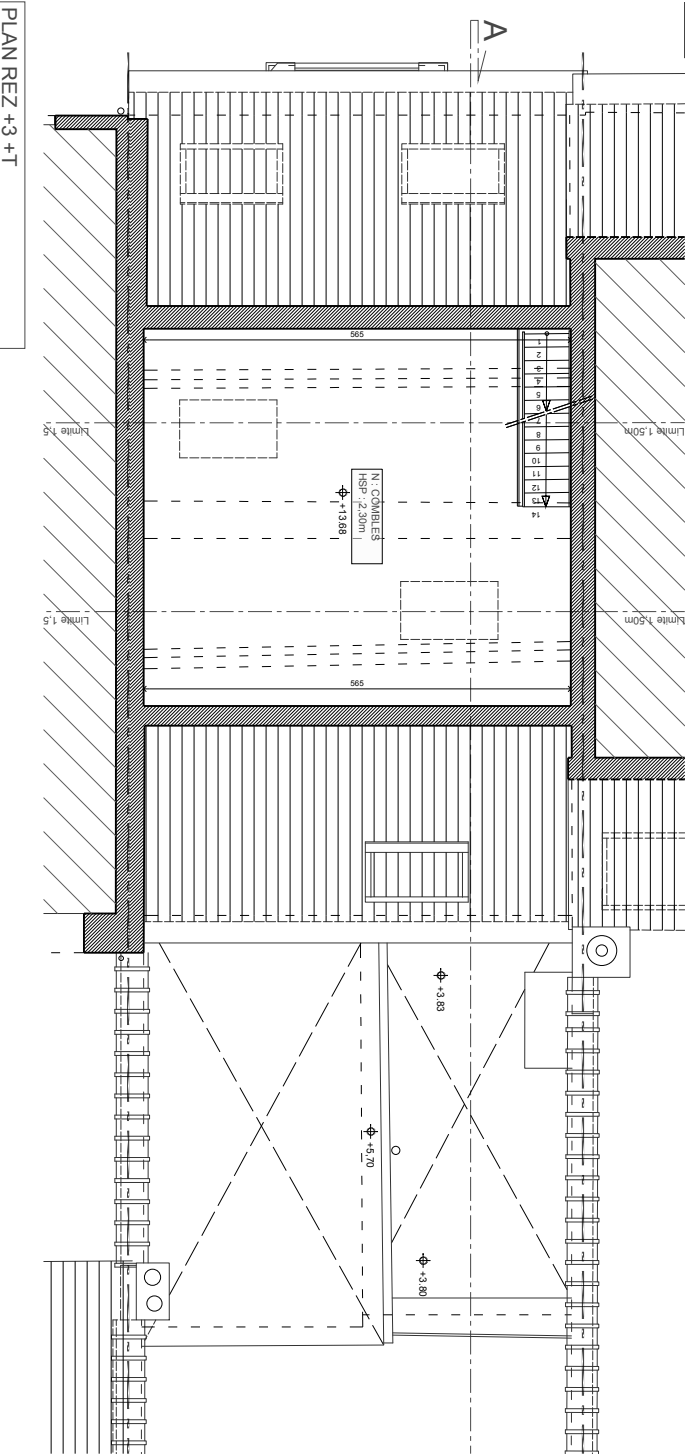 A
PLAN REZ +3 +T
565
1
2
3
4
5
6
7
8
9
10
11
12
13
14
Limite 1,5
Limite 1,50m
N : COMBLES
HSP : 2,30m
+13.68
Limite 1,5
Limite 1,50m
565
+3.83
+5,70
+3.80